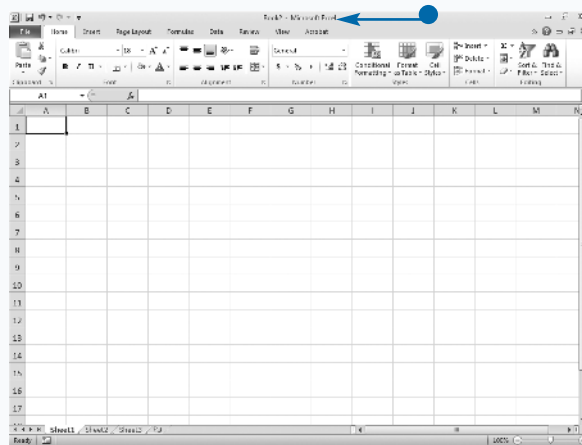 Book2 - Microsoft Excel
File Home Insert Page Layout Formulas Data Review View Acrobat
Calibri 18 General Insert
Paste Conditional Format Cell Delete Sort & Find &
B I U $ % Formatting as Table Styles Format Filter Select
Clipboard Font Alignment Number Styles Cells Editing
A1 fx
A B C D E F G H I J K L M N
1
2
3
4
5
6
7
8
9
10
11
12
13
14
15
16
17
Sheet1 Sheet2 Sheet3
Ready 100%